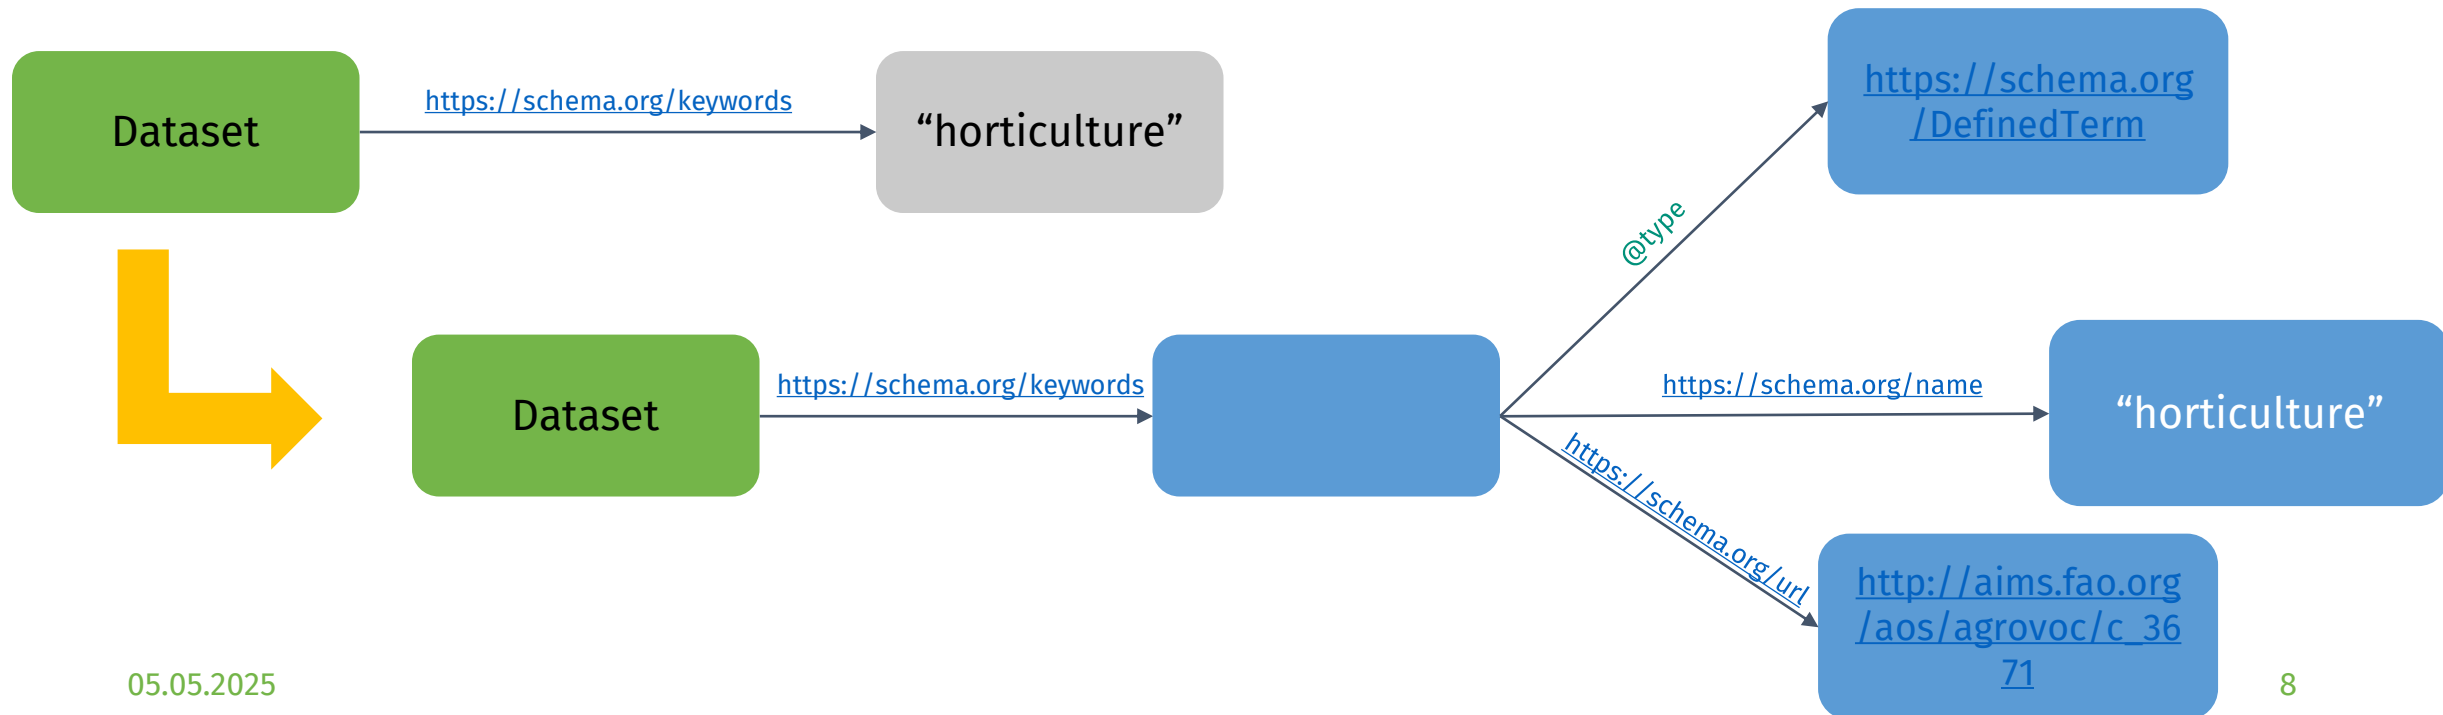 Dataset
https://schema.org/keywords
“horticulture”
https://schema.org
/DefinedTerm
@type
Dataset
https://schema.org/keywords
https://schema.org/name
“horticulture”
https://schema.org/url
http://aims.fao.org
/aos/agrovoc/c_36
71
05.05.2025
8